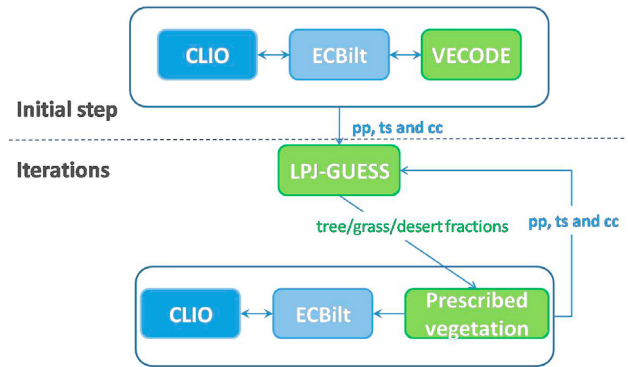 CLIO
ECBilt
VECODE
Initial step
pp, ts and cc
Iterations
LPJ-GUESS
tree/grass/desert fractions
pp, ts and cc
CLIO
ECBilt
Prescribed
vegetation